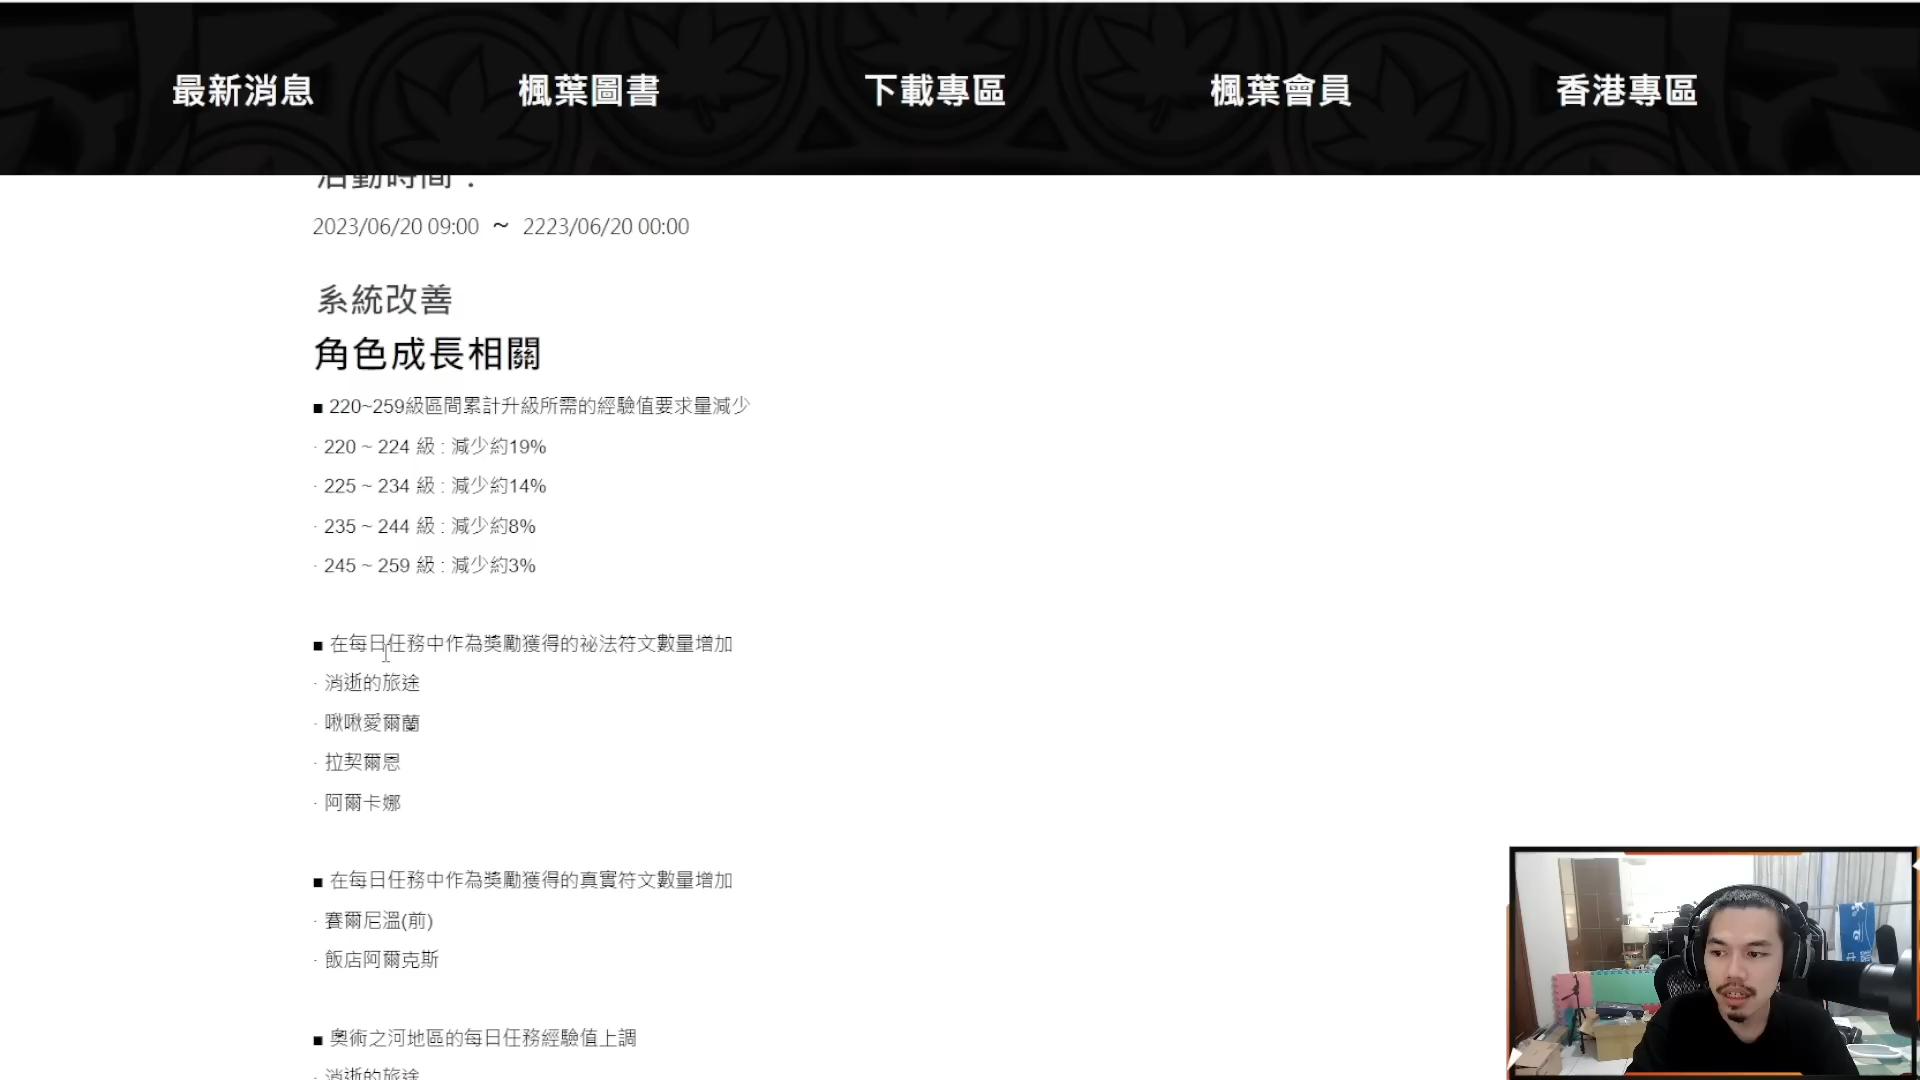 最新消息
楓葉圖書
下載專區
楓葉會員
香港專區
活動時間：
2023/06/20 09:00 ～ 2223/06/20 00:00
系統改善
角色成長相關
■ 220~259級區間累計升級所需的經驗值要求量減少
· 220 ~ 224 級 : 減少約19%
· 225 ~ 234 級 : 減少約14%
· 235 ~ 244 級 : 減少約8%
· 245 ~ 259 級 : 減少約3%
■ 在每日任務中作為獎勵獲得的祕法符文數量增加
· 消逝的旅途
· 啾啾愛爾蘭
· 拉契爾恩
· 阿爾卡娜
■ 在每日任務中作為獎勵獲得的真實符文數量增加
· 賽爾尼溫(前)
· 飯店阿爾克斯
■ 奧術之河地區的每日任務經驗值上調
· 消逝的旅途